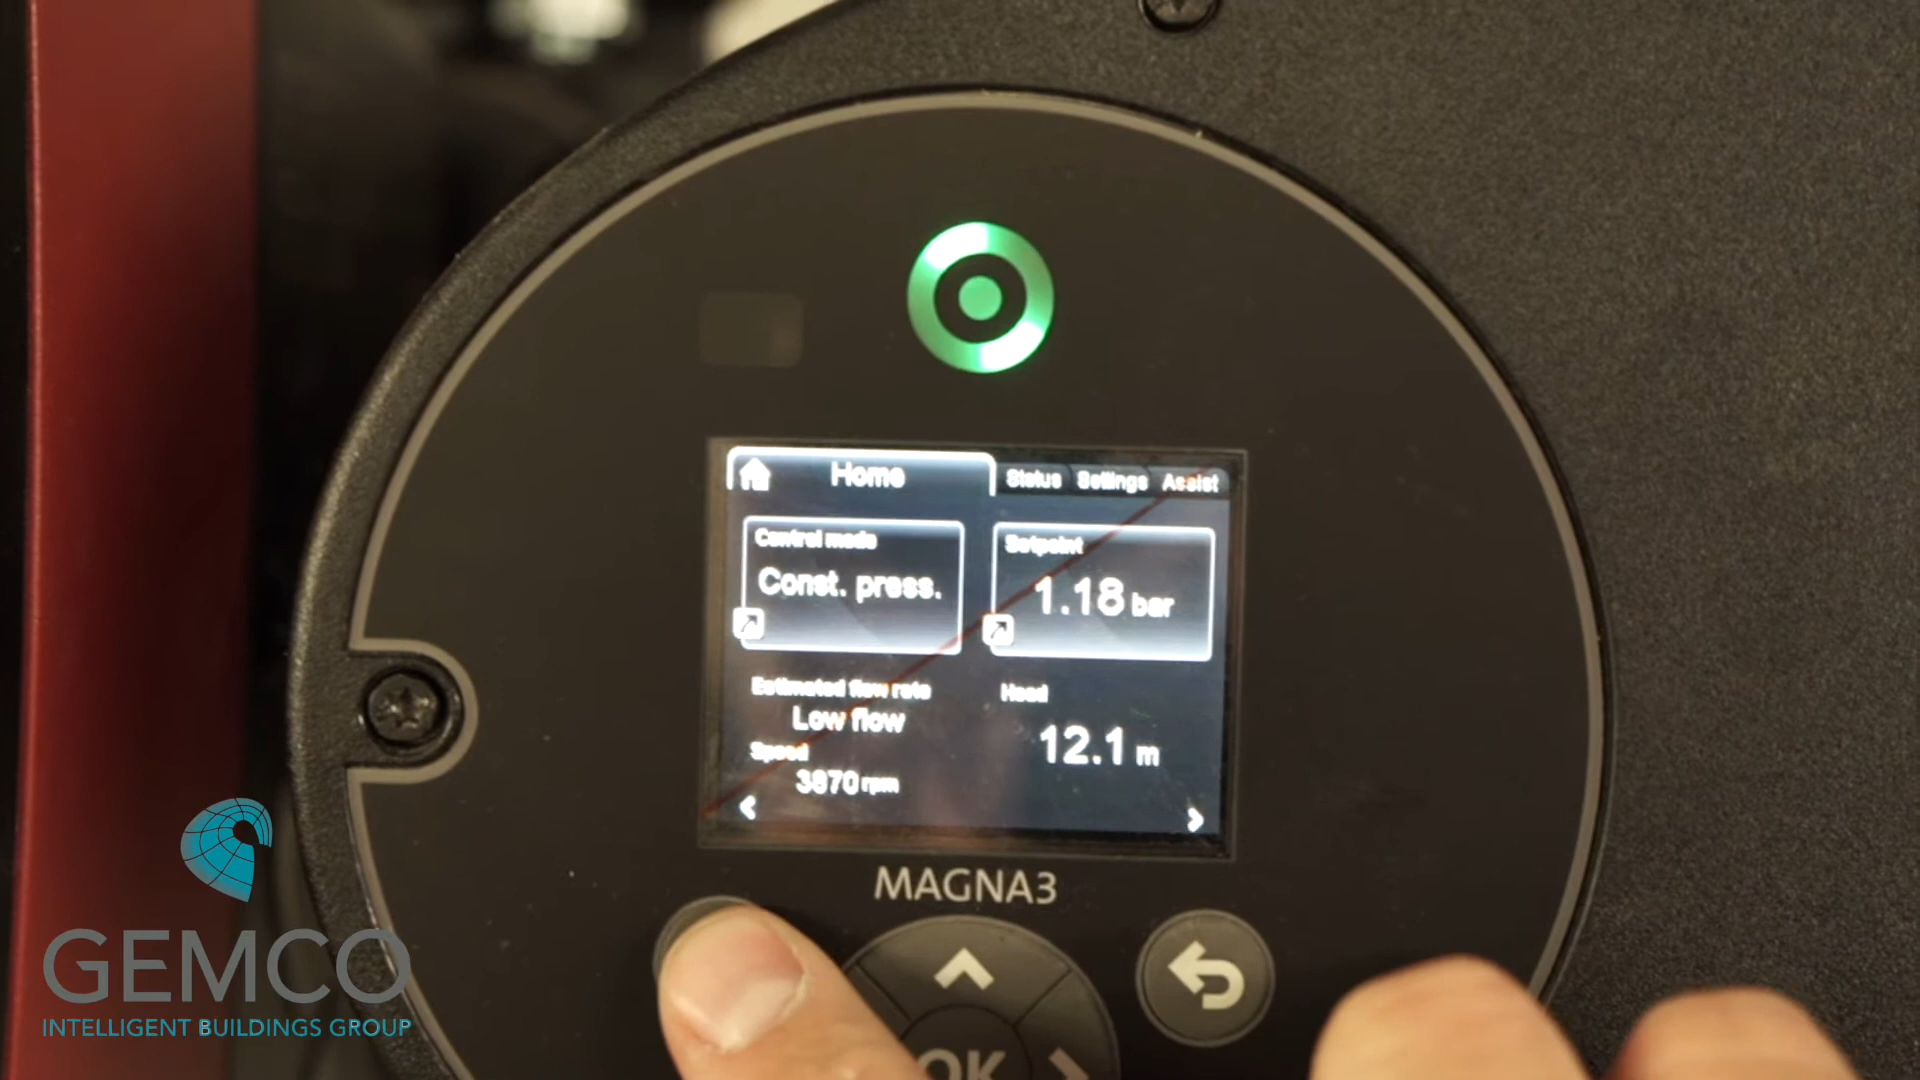 Home
Status Settings Assist
Control mode
Const. press.
Setpoint
1.18 bar
Estimated flow rate
Low flow
Speed
3870 rpm
Head
12.1 m
MAGNA3
OK
GEMCO
INTELLIGENT BUILDINGS GROUP